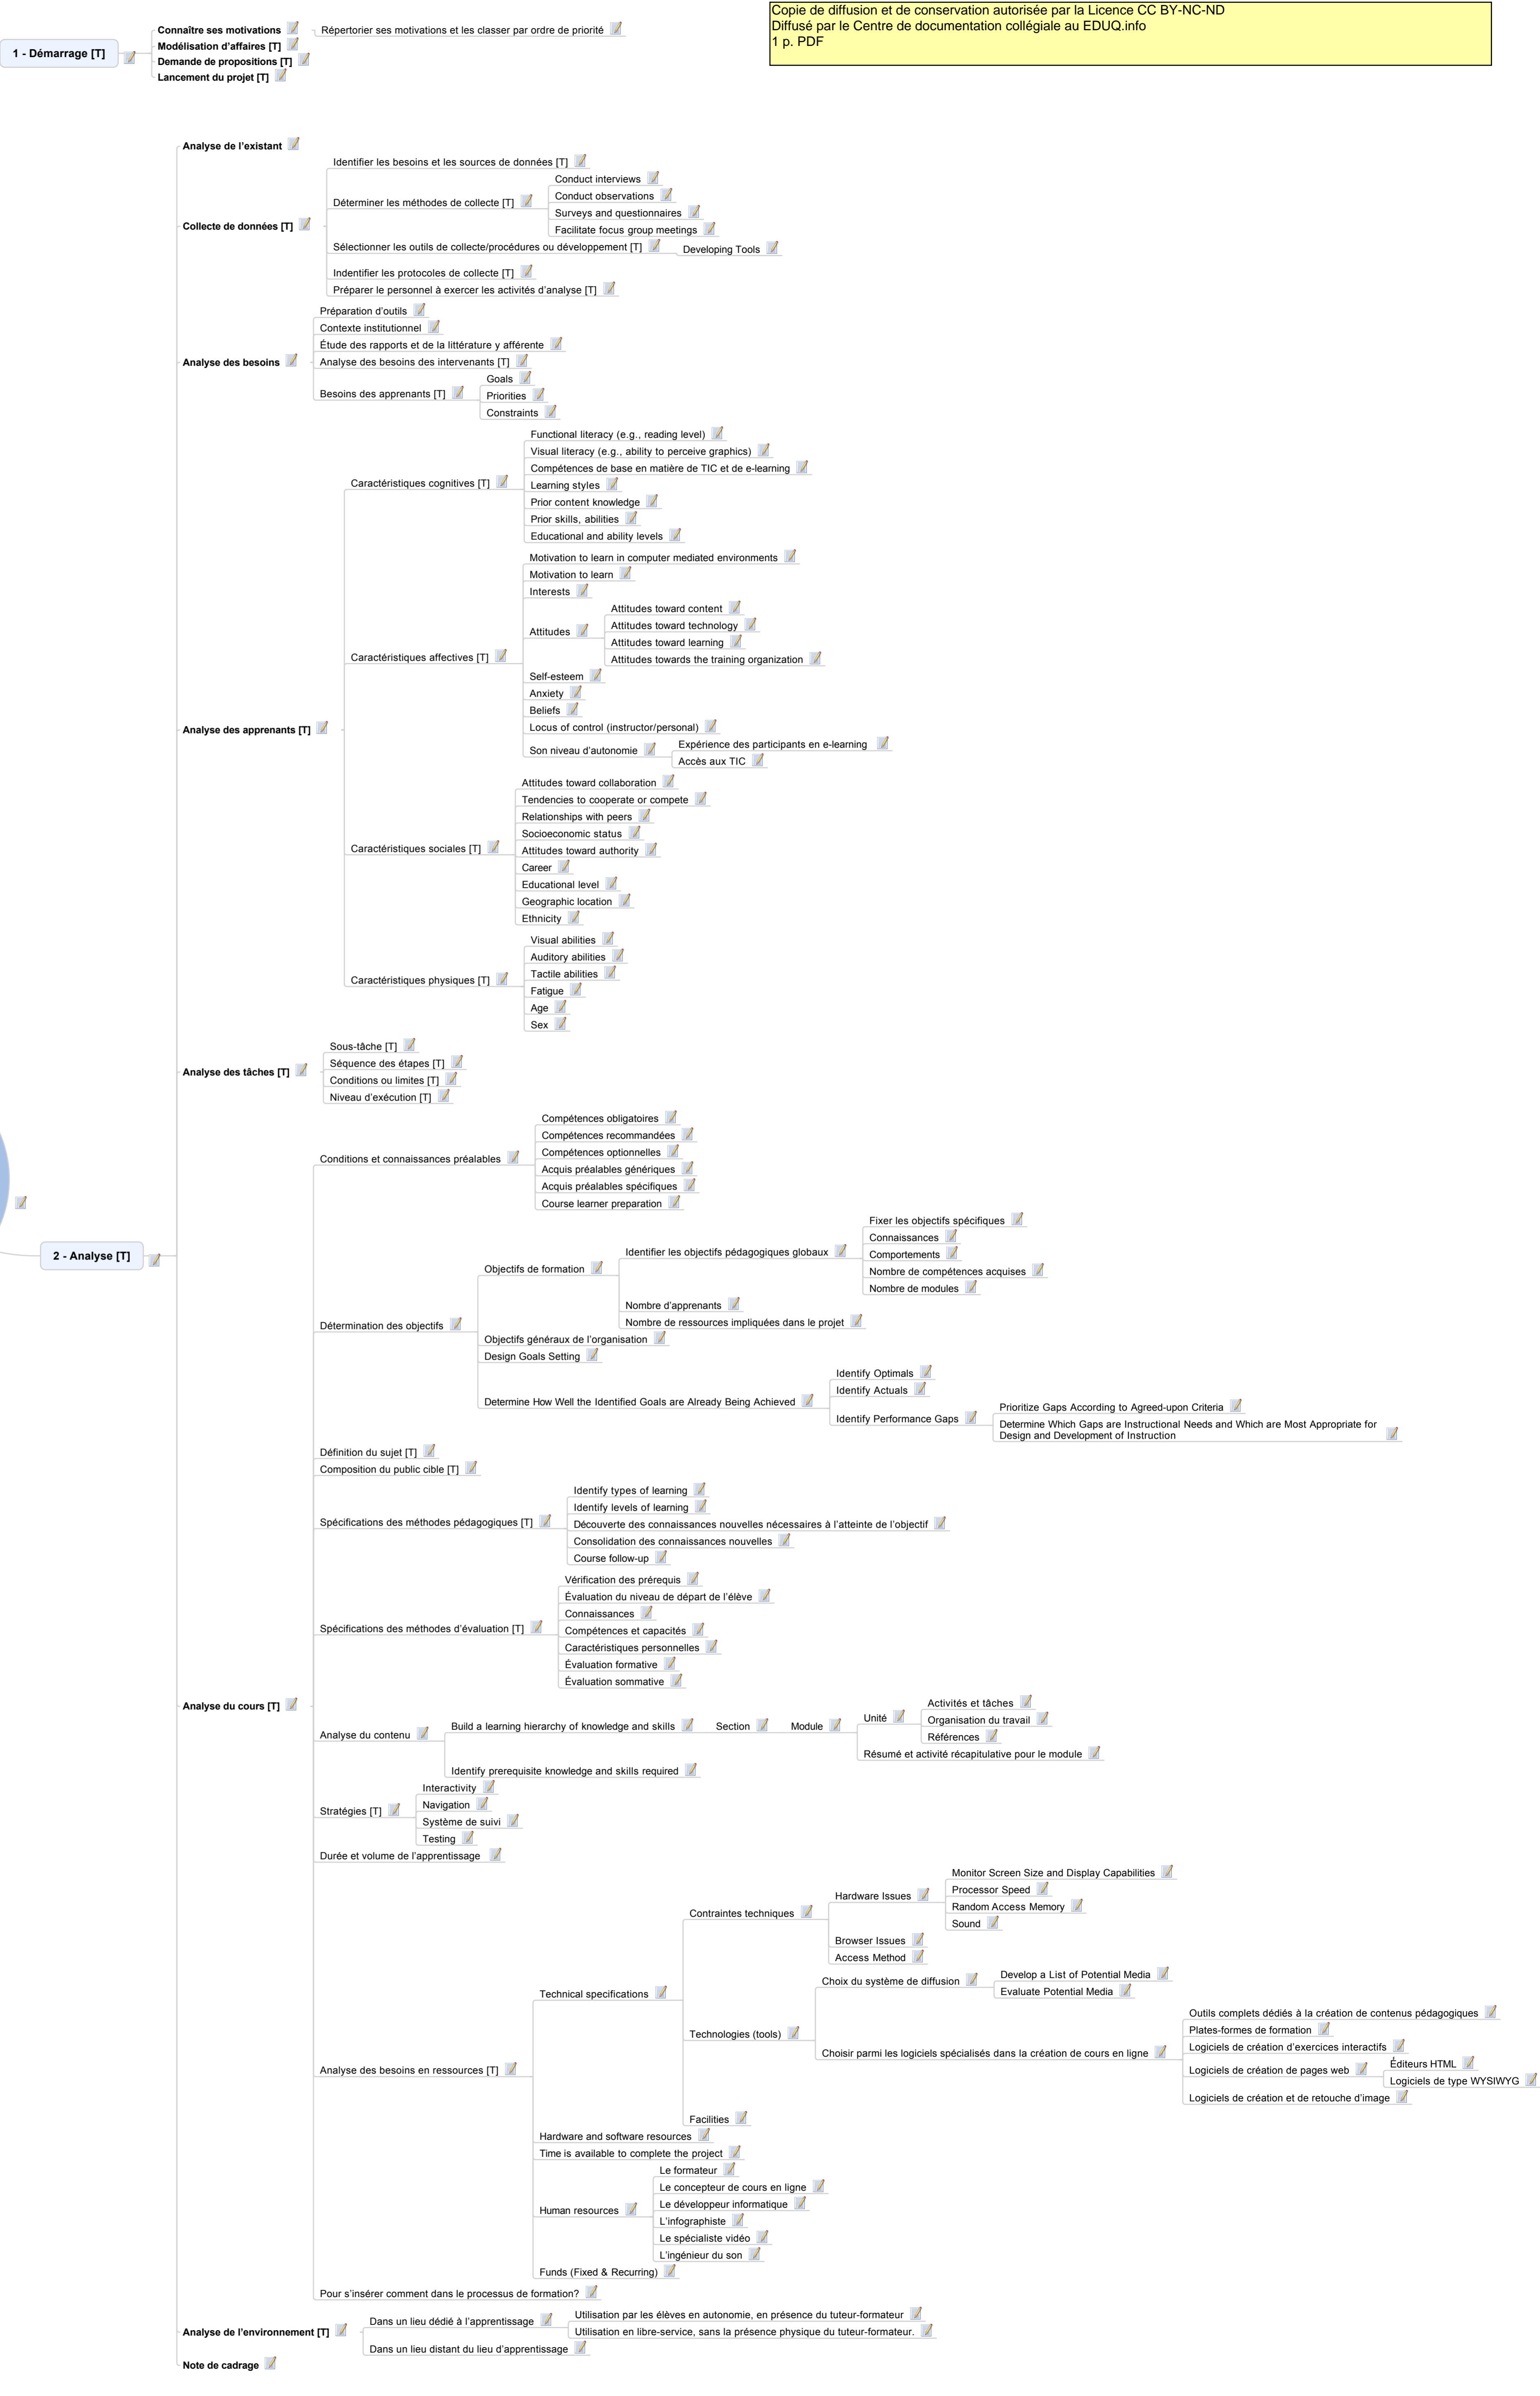 Copie de diffusion et de conservation autorisée par la Licence CC BY-NC-ND
Diffusé par le Centre de documentation collégiale au EDUQ.info
1 p. PDF
1 - Démarrage [T]
Connaître ses motivations
Répertorier ses motivations et les classer par ordre de priorité
Modélisation d'affaires [T]
Demande de propositions [T]
Lancement du projet [T]
2 - Analyse [T]
Analyse de l'existant
Collecte de données [T]
Identifier les besoins et les sources de données [T]
Déterminer les méthodes de collecte [T]
Conduct interviews
Conduct observations
Surveys and questionnaires
Facilitate focus group meetings
Sélectionner les outils de collecte/procédures ou développement [T]
Developing Tools
Indentifier les protocoles de collecte [T]
Préparer le personnel à exercer les activités d'analyse [T]
Analyse des besoins
Préparation d'outils
Contexte institutionnel
Étude des rapports et de la littérature y afférente
Analyse des besoins des intervenants [T]
Besoins des apprenants [T]
Goals
Priorities
Constraints
Analyse des apprenants [T]
Caractéristiques cognitives [T]
Functional literacy (e.g., reading level)
Visual literacy (e.g., ability to perceive graphics)
Compétences de base en matière de TIC et de e-learning
Learning styles
Prior content knowledge
Prior skills, abilities
Educational and ability levels
Caractéristiques affectives [T]
Motivation to learn in computer mediated environments
Motivation to learn
Interests
Attitudes
Attitudes toward content
Attitudes toward technology
Attitudes toward learning
Attitudes towards the training organization
Self-esteem
Anxiety
Beliefs
Locus of control (instructor/personal)
Son niveau d'autonomie
Expérience des participants en e-learning
Accès aux TIC
Caractéristiques sociales [T]
Attitudes toward collaboration
Tendencies to cooperate or compete
Relationships with peers
Socioeconomic status
Attitudes toward authority
Career
Educational level
Geographic location
Ethnicity
Caractéristiques physiques [T]
Visual abilities
Auditory abilities
Tactile abilities
Fatigue
Age
Sex
Analyse des tâches [T]
Sous-tâche [T]
Séquence des étapes [T]
Conditions ou limites [T]
Niveau d'exécution [T]
Analyse du cours [T]
Conditions et connaissances préalables
Compétences obligatoires
Compétences recommandées
Compétences optionnelles
Acquis préalables génériques
Acquis préalables spécifiques
Course learner preparation
Détermination des objectifs
Objectifs de formation
Identifier les objectifs pédagogiques globaux
Fixer les objectifs spécifiques
Connaissances
Comportements
Nombre de compétences acquises
Nombre de modules
Nombre d'apprenants
Nombre de ressources impliquées dans le projet
Objectifs généraux de l'organisation
Design Goals Setting
Determine How Well the Identified Goals are Already Being Achieved
Identify Optimals
Identify Actuals
Identify Performance Gaps
Prioritize Gaps According to Agreed-upon Criteria
Determine Which Gaps are Instructional Needs and Which are Most Appropriate for
Design and Development of Instruction
Définition du sujet [T]
Composition du public cible [T]
Spécifications des méthodes pédagogiques [T]
Identify types of learning
Identify levels of learning
Découverte des connaissances nouvelles nécessaires à l'atteinte de l'objectif
Consolidation des connaissances nouvelles
Course follow-up
Spécifications des méthodes d'évaluation [T]
Vérification des prérequis
Évaluation du niveau de départ de l'élève
Connaissances
Compétences et capacités
Caractéristiques personnelles
Évaluation formative
Évaluation sommative
Analyse du contenu
Build a learning hierarchy of knowledge and skills
Section
Module
Unité
Activités et tâches
Organisation du travail
Références
Résumé et activité récapitulative pour le module
Identify prerequisite knowledge and skills required
Stratégies [T]
Interactivity
Navigation
Système de suivi
Testing
Durée et volume de l'apprentissage
Analyse des besoins en ressources [T]
Technical specifications
Contraintes techniques
Hardware Issues
Monitor Screen Size and Display Capabilities
Processor Speed
Random Access Memory
Sound
Browser Issues
Access Method
Technologies (tools)
Choix du système de diffusion
Develop a List of Potential Media
Evaluate Potential Media
Choisir parmi les logiciels spécialisés dans la création de cours en ligne
Outils complets dédiés à la création de contenus pédagogiques
Plates-formes de formation
Logiciels de création d'exercices interactifs
Logiciels de création de pages web
Éditeurs HTML
Logiciels de type WYSIWYG
Logiciels de création et de retouche d'image
Facilities
Hardware and software resources
Time is available to complete the project
Human resources
Le formateur
Le concepteur de cours en ligne
Le développeur informatique
L'infographiste
Le spécialiste vidéo
L'ingénieur du son
Funds (Fixed & Recurring)
Pour s'insérer comment dans le processus de formation?
Analyse de l'environnement [T]
Dans un lieu dédié à l'apprentissage
Utilisation par les élèves en autonomie, en présence du tuteur-formateur
Utilisation en libre-service, sans la présence physique du tuteur-formateur.
Dans un lieu distant du lieu d'apprentissage
Note de cadrage